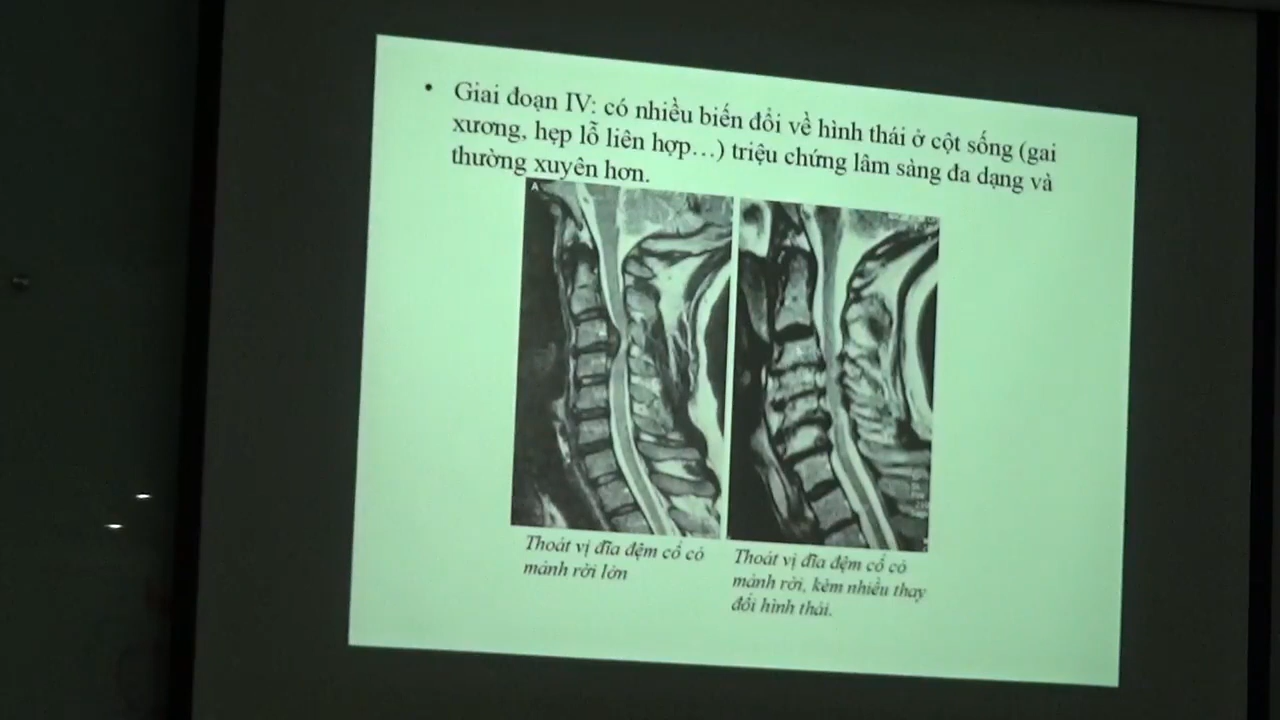 • Giai đoạn IV: có nhiều biến đổi về hình thái ở cột sống (gai
xương, hẹp lỗ liên hợp…) triệu chứng lâm sàng đa dạng và
thường xuyên hơn.
A
Thoát vị đĩa đệm cổ có
mảnh rời lớn
Thoát vị đĩa đệm cổ có
mảnh rời, kèm nhiều thay
đổi hình thái.